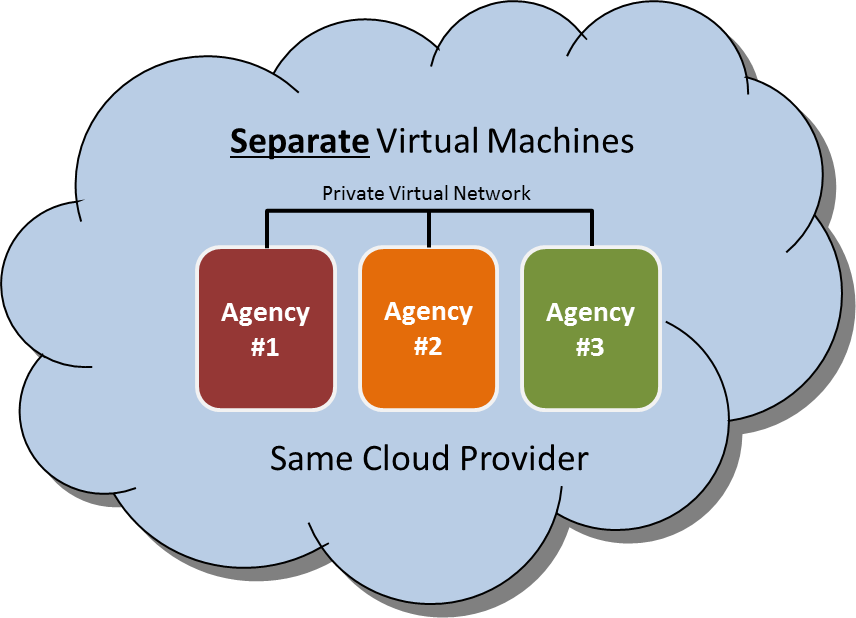 Separate Virtual Machines
Private Virtual Network
Agency
#1
Agency
#2
Agency
#3
Same Cloud Provider